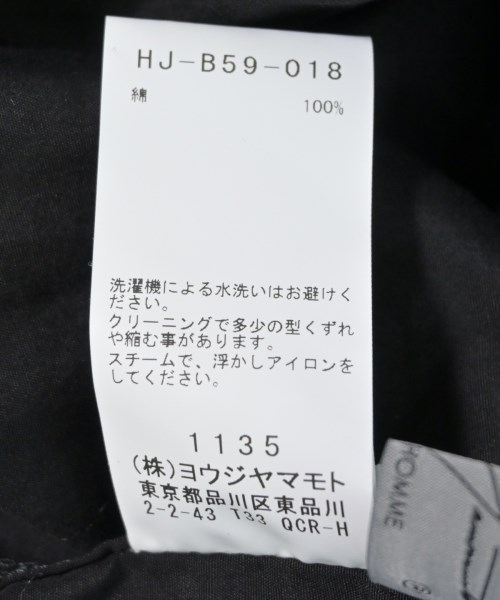 HJ-B59-018
綿 100%
洗濯機による水洗いはお避けく
ださい。
クリーニングで多少の型くずれ
や縮む事があります。
スチームで、浮かしアイロンを
してください。
1135
(株)ヨウジヤマモト
東京都品川区東品川
2-2-43 T33 QCR-H
HOMME